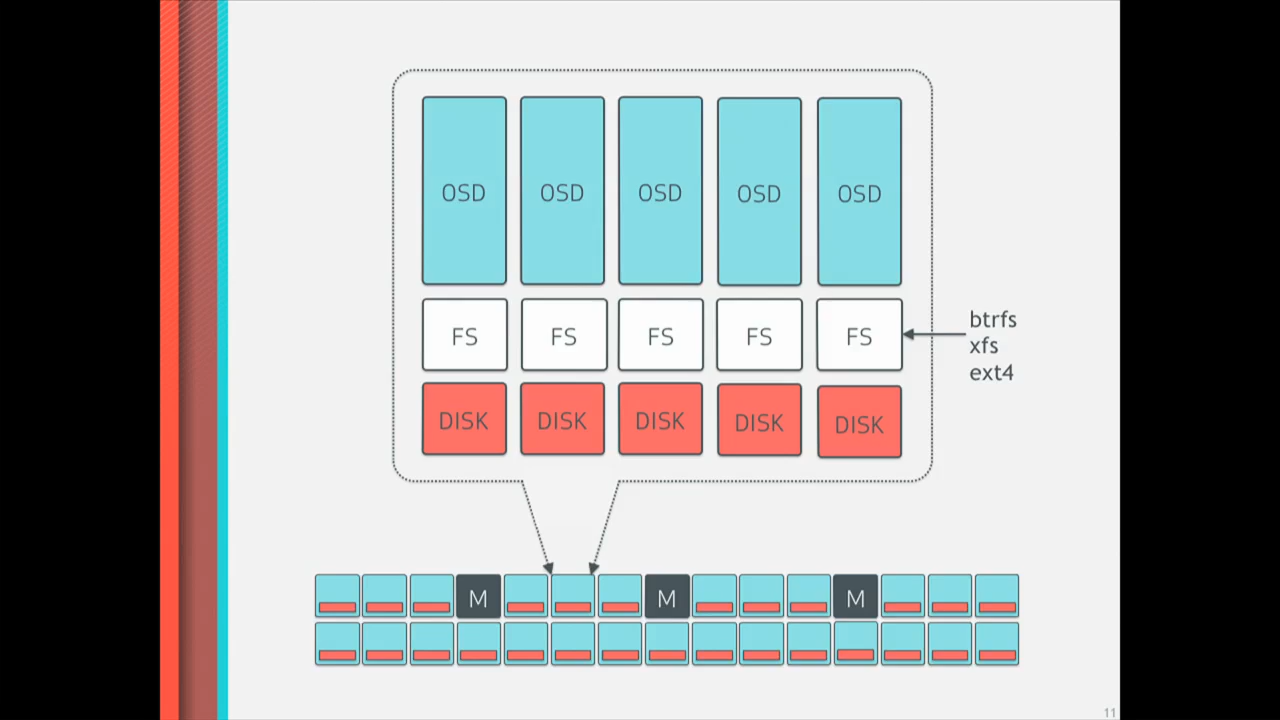 OSD OSD OSD OSD OSD
FS FS FS FS FS
btrfs
xfs
ext4
DISK DISK DISK DISK DISK
M M M
11